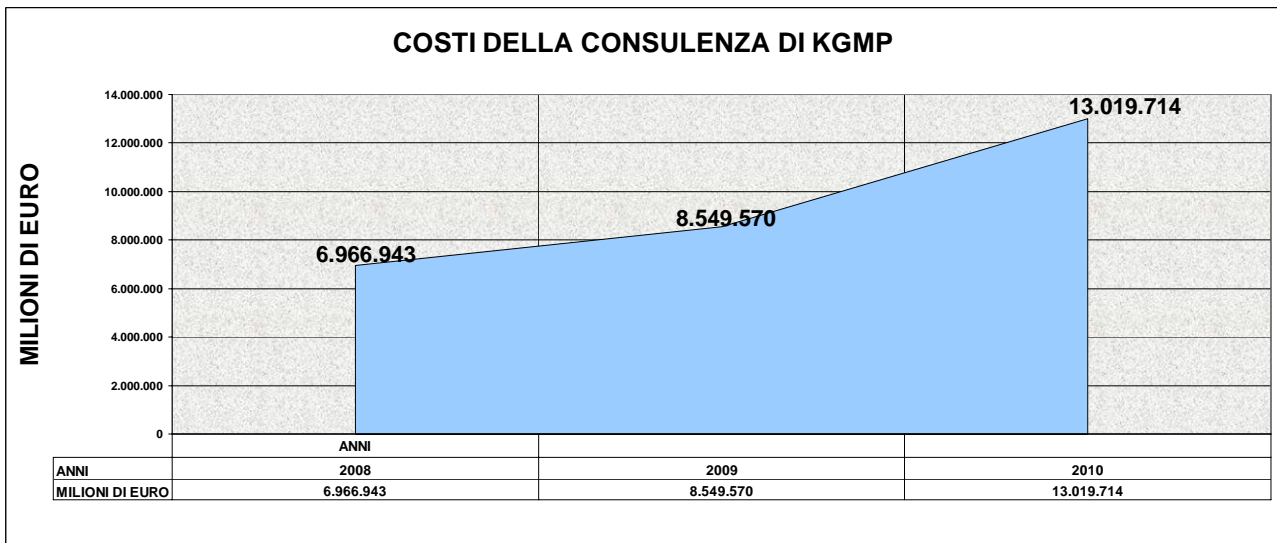 COSTI DELLA CONSULENZA DI KGMP
MILIONI DI EURO
14.000.000
12.000.000
10.000.000
8.000.000
6.000.000
4.000.000
2.000.000
0
6.966.943
8.549.570
13.019.714
ANNI
ANNI 2008 2009 2010
MILIONI DI EURO 6.966.943 8.549.570 13.019.714